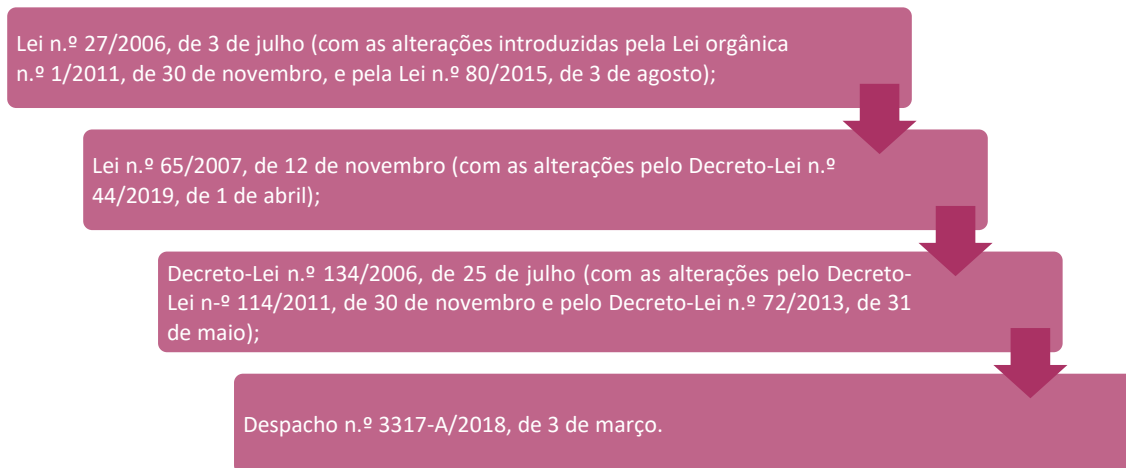 Lei n.º 27/2006, de 3 de julho (com as alterações introduzidas pela Lei orgânica
n.º 1/2011, de 30 de novembro, e pela Lei n.º 80/2015, de 3 de agosto);
Lei n.º 65/2007, de 12 de novembro (com as alterações pelo Decreto-Lei n.º
44/2019, de 1 de abril);
Decreto-Lei n.º 134/2006, de 25 de julho (com as alterações pelo Decreto-
Lei n-º 114/2011, de 30 de novembro e pelo Decreto-Lei n.º 72/2013, de 31
de maio);
Despacho n.º 3317-A/2018, de 3 de março.